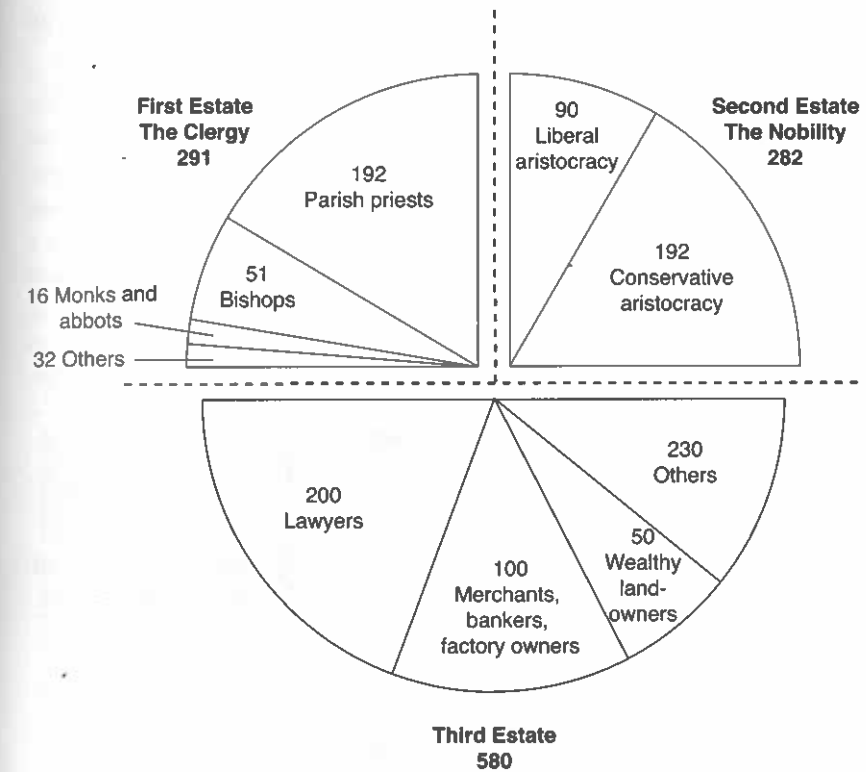 First Estate
The Clergy
291
192
Parish priests
51
Bishops
16 Monks and
abbots
32 Others
90
Liberal
aristocracy
Second Estate
The Nobility
282
192
Conservative
aristocracy
200
Lawyers
100
Merchants,
bankers,
factory owners
50
Wealthy
land-
owners
230
Others
Third Estate
580